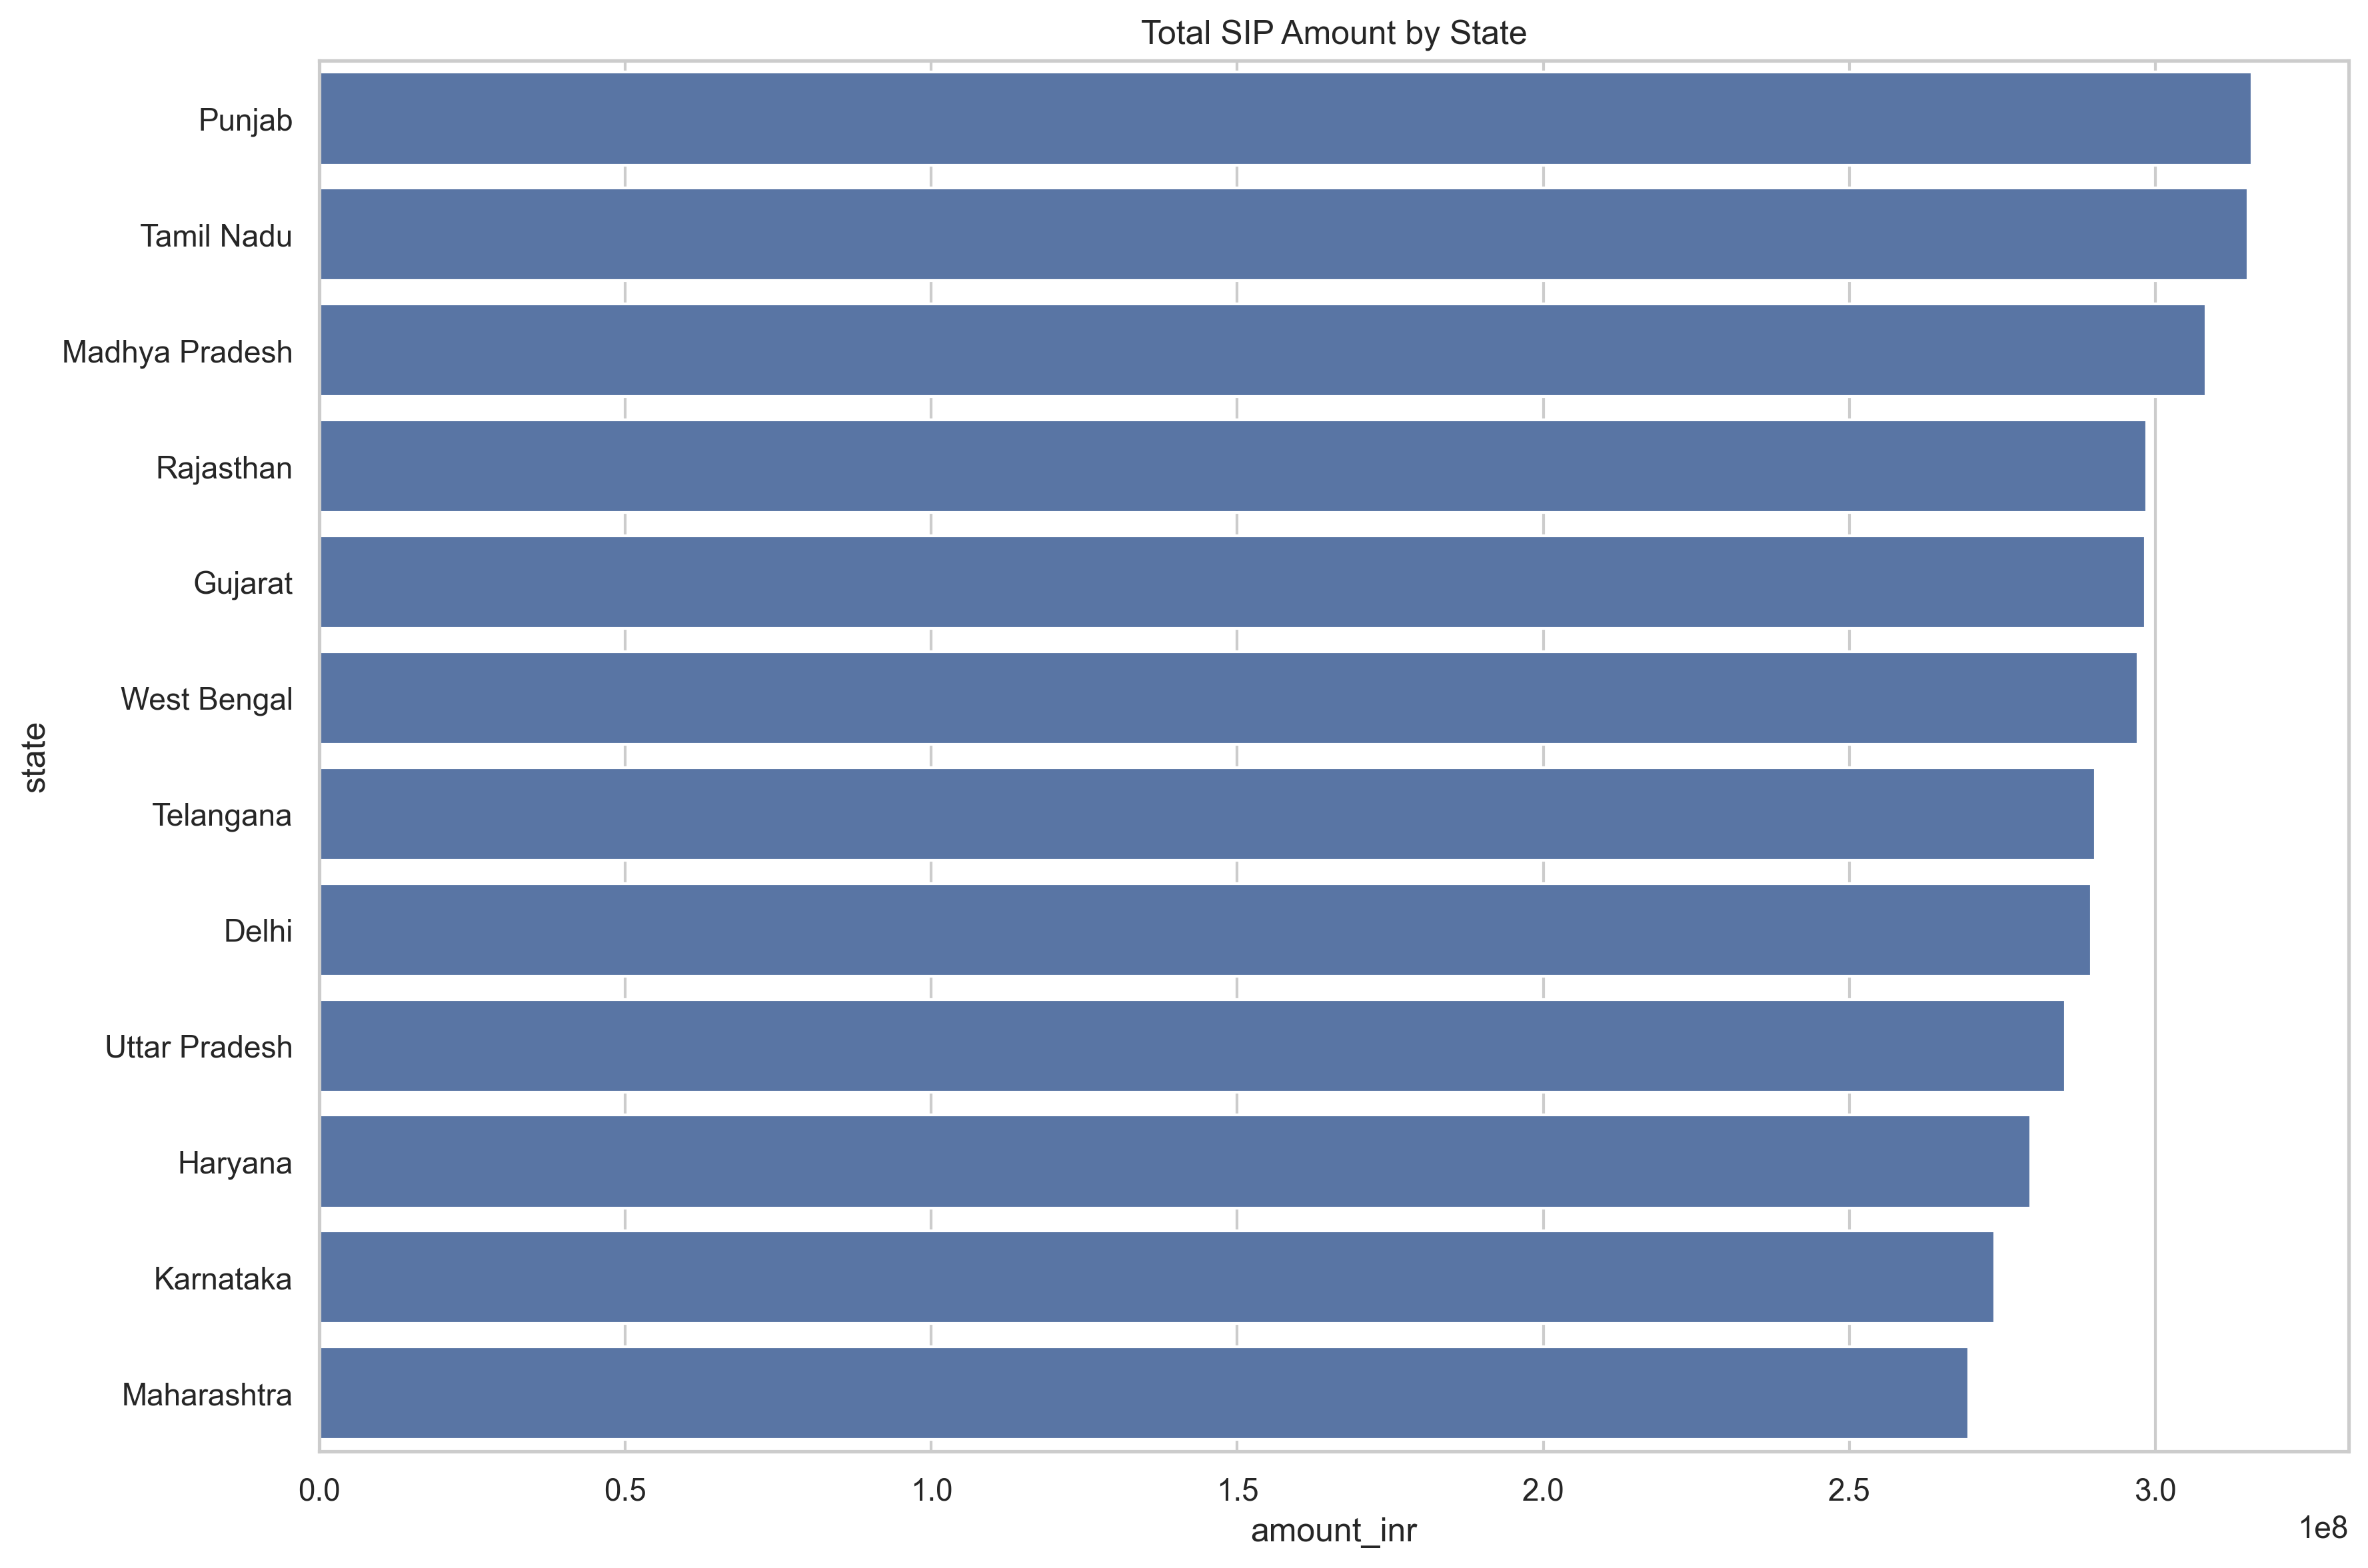 Total SIP Amount by State
Punjab
Tamil Nadu
Madhya Pradesh
Rajasthan
Gujarat
West Bengal
Telangana
Delhi
Uttar Pradesh
Haryana
Karnataka
Maharashtra
state
0.0 0.5 1.0 1.5 2.0 2.5 3.0
1e8
amount_inr